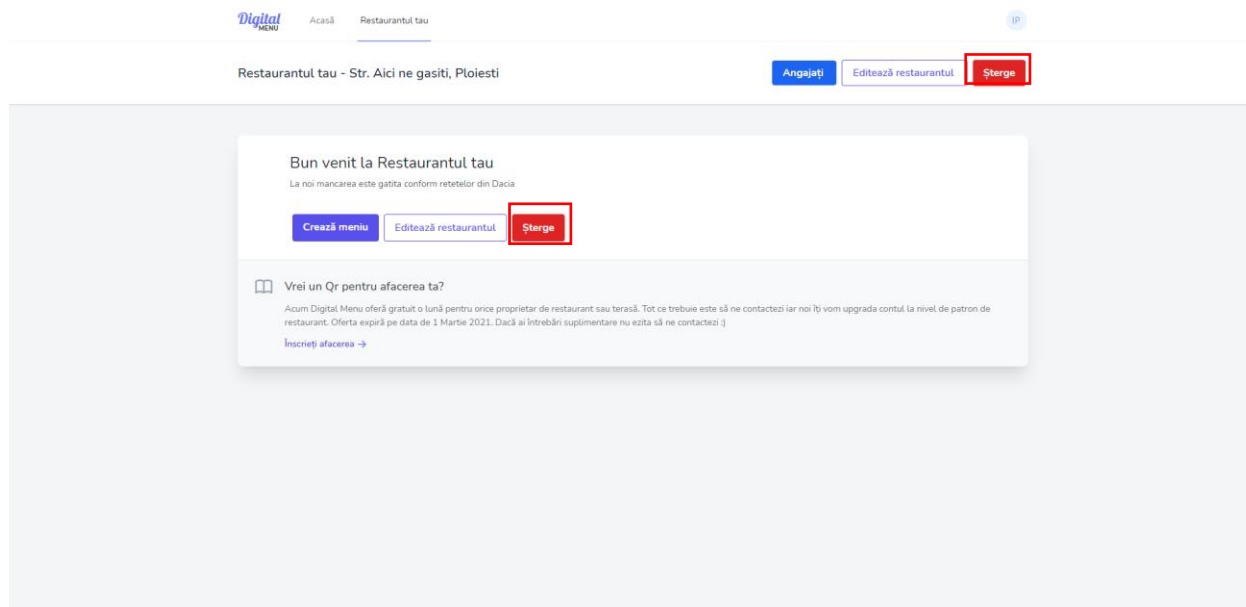 Digital
MENU
Acasă
Restaurantul tau
IP
Restaurantul tau - Str. Aici ne gasiti, Ploiesti
Angajați
Editează restaurantul
Șterge
Bun venit la Restaurantul tau
La noi mancarea este gatita conform retetelor din Dacia
Crează meniu
Editează restaurantul
Șterge
Vrei un Qr pentru afacerea ta?
Acum Digital Menu oferă gratuit o lună pentru orice proprietar de restaurant sau terasă. Tot ce trebuie este să ne contactezi iar noi îți vom upgrada contul la nivel de patron de
restaurant. Oferta expiră pe data de 1 Martie 2021. Dacă ai întrebări suplimentare nu ezita să ne contactezi :)
Înscrieți afacerea →